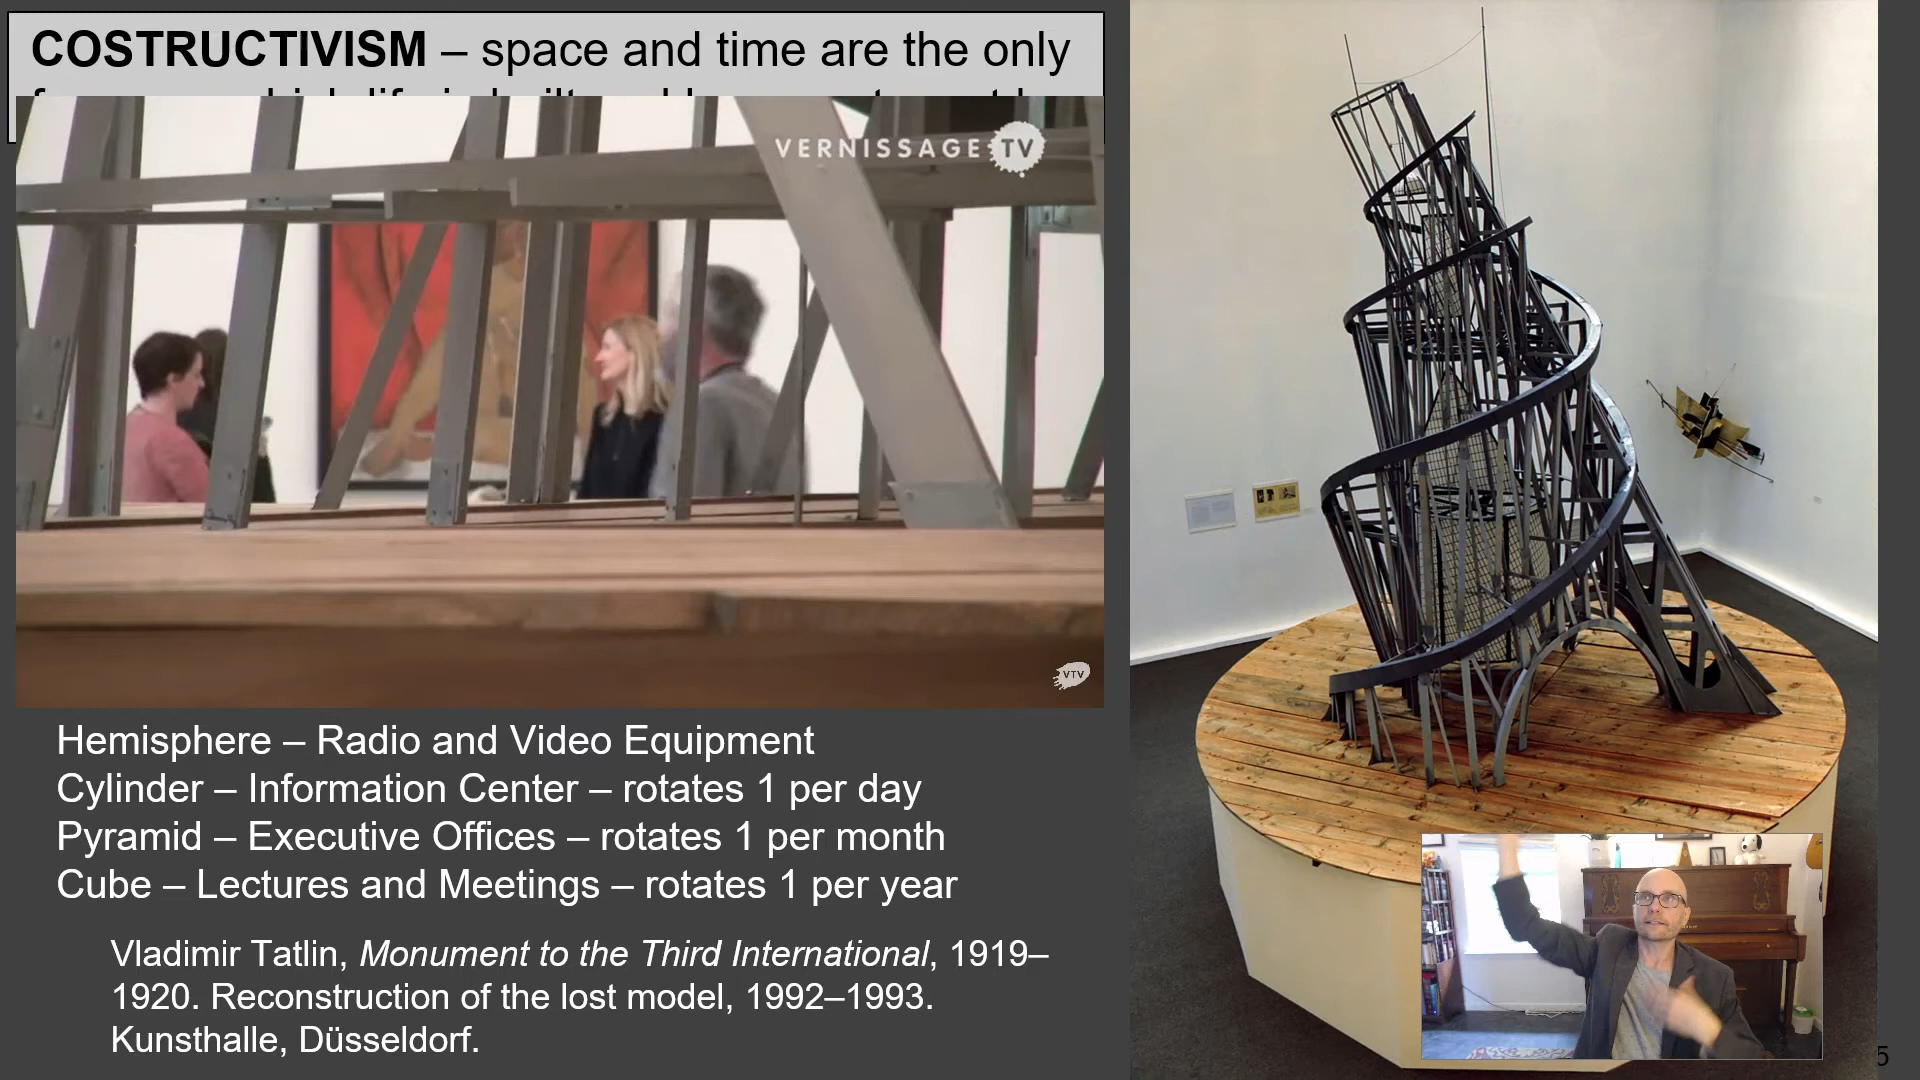 COSTRUCTIVISM – space and time are the only
VERNISSAGE TV
VTV
Hemisphere – Radio and Video Equipment
Cylinder – Information Center – rotates 1 per day
Pyramid – Executive Offices – rotates 1 per month
Cube – Lectures and Meetings – rotates 1 per year
Vladimir Tatlin, Monument to the Third International, 1919–
1920. Reconstruction of the lost model, 1992–1993.
Kunsthalle, Düsseldorf.
5